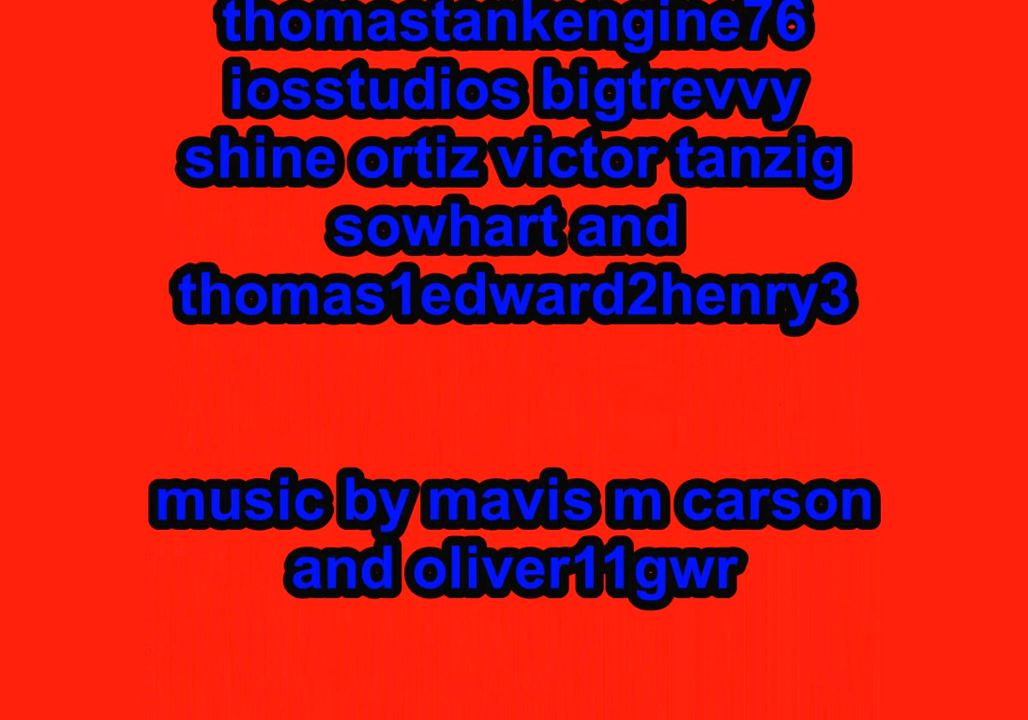 thomastankengine76
iosstudios bigtrevvy
shine ortiz victor tanzig
sowhart and
thomas1edward2henry3
music by mavis m carson
and oliver11gwr